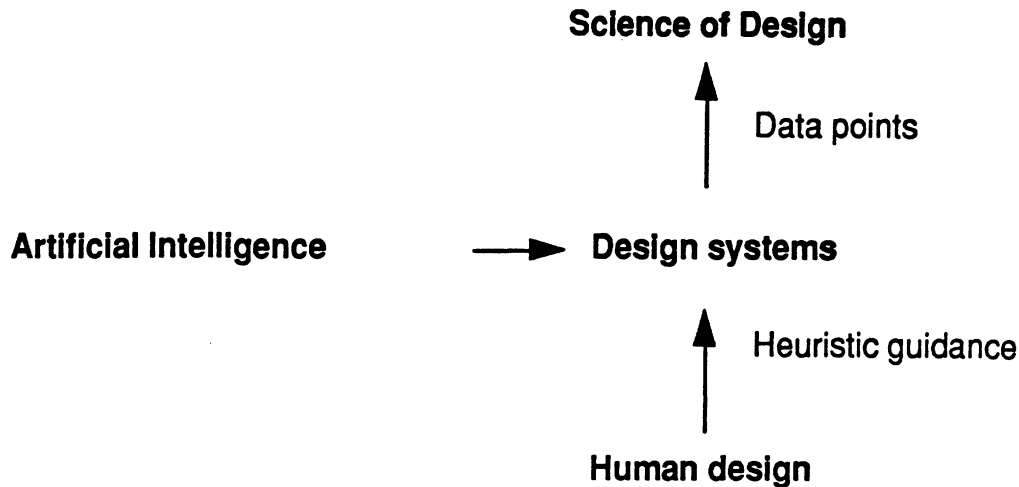 Science of Design
Data points
Artificial Intelligence
Design systems
Heuristic guidance
Human design